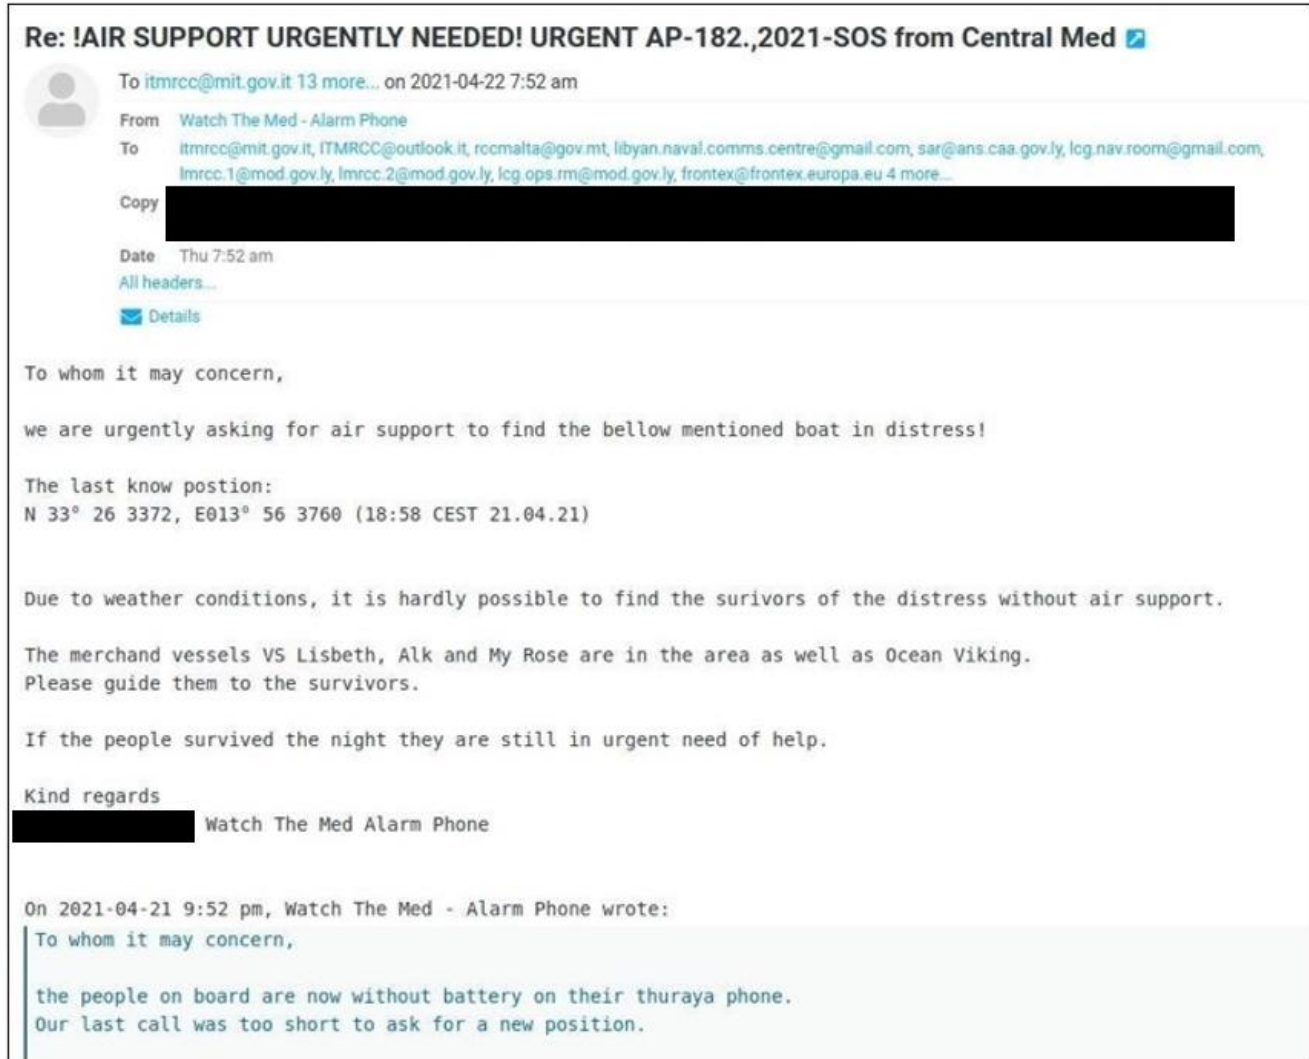 Re: !AIR SUPPORT URGENTLY NEEDED! URGENT AP-182.,2021-SOS from Central Med
To itmrcc@mit.gov.it 13 more... on 2021-04-22 7:52 am
From Watch The Med - Alarm Phone
To itmrcc@mit.gov.it, ITMRCC@outlook.it, rccmalta@gov.mt, libyan.naval.comms.centre@gmail.com, sar@ans.caa.gov.ly, lcg.nav.room@gmail.com,
lmrcc.1@mod.gov.ly, lmrcc.2@mod.gov.ly, lcg.ops.rm@mod.gov.ly, frontex@frontex.europa.eu 4 more...
Copy
Date Thu 7:52 am
All headers...
Details
To whom it may concern,
we are urgently asking for air support to find the bellow mentioned boat in distress!
The last know postion:
N 33° 26 3372, E013° 56 3760 (18:58 CEST 21.04.21)
Due to weather conditions, it is hardly possible to find the surivors of the distress without air support.
The merchand vessels VS Lisbeth, Alk and My Rose are in the area as well as Ocean Viking.
Please guide them to the survivors.
If the people survived the night they are still in urgent need of help.
Kind regards
Watch The Med Alarm Phone
On 2021-04-21 9:52 pm, Watch The Med - Alarm Phone wrote:
To whom it may concern,
the people on board are now without battery on their thuraya phone.
Our last call was too short to ask for a new position.